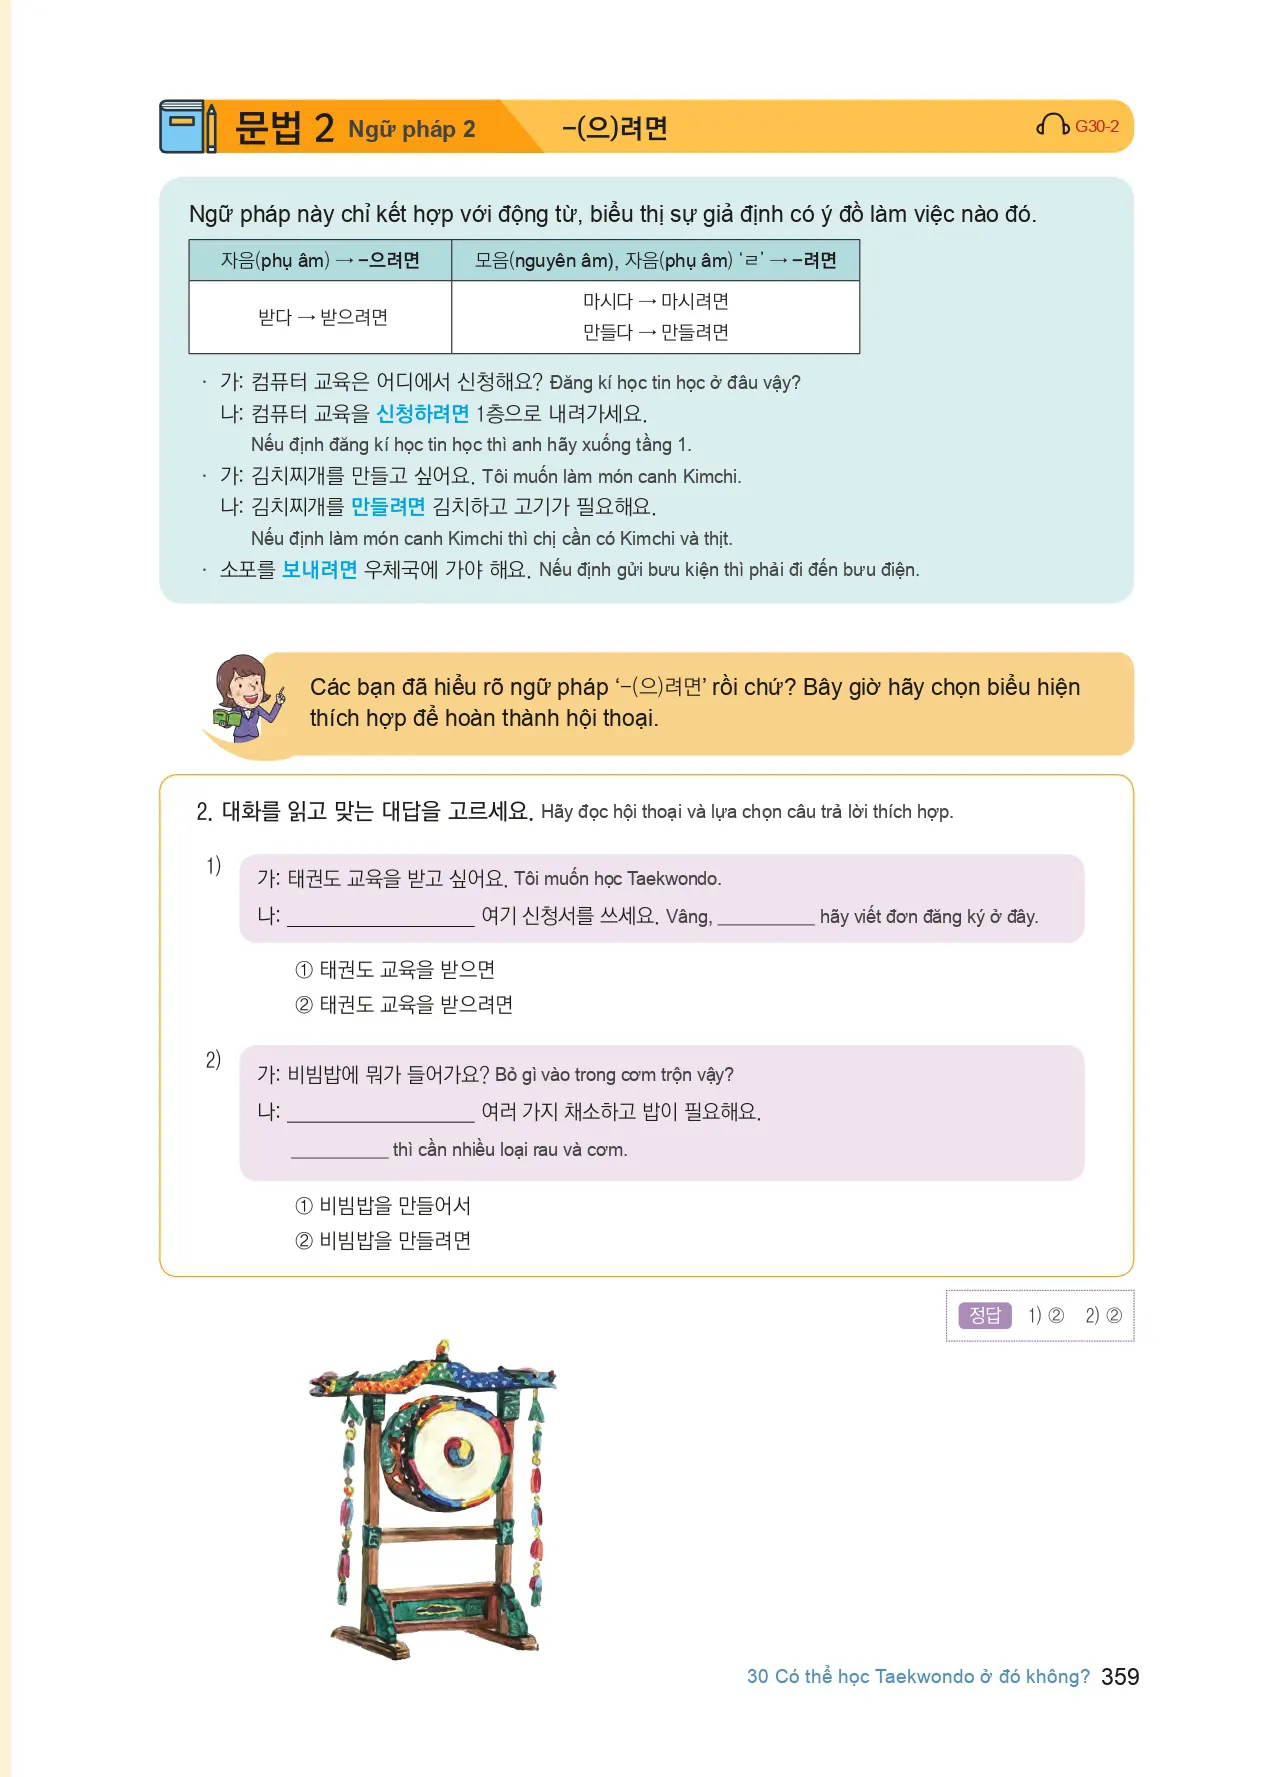 문법 2 Ngữ pháp 2 –(으)려면 G30-2
Ngữ pháp này chỉ kết hợp với động từ, biểu thị sự giả định có ý đồ làm việc nào đó.
자음(phụ âm) → –으려면 모음(nguyên âm), 자음(phụ âm) ‘ㄹ’ → –려면
받다 → 받으려면
마시다 → 마시려면
만들다 → 만들려면
· 가: 컴퓨터 교육은 어디에서 신청해요? Đăng kí học tin học ở đâu vậy?
나: 컴퓨터 교육을 신청하려면 1층으로 내려가세요.
Nếu định đăng kí học tin học thì anh hãy xuống tầng 1.
· 가: 김치찌개를 만들고 싶어요. Tôi muốn làm món canh Kimchi.
나: 김치찌개를 만들려면 김치하고 고기가 필요해요.
Nếu định làm món canh Kimchi thì chị cần có Kimchi và thịt.
· 소포를 보내려면 우체국에 가야 해요. Nếu định gửi bưu kiện thì phải đi đến bưu điện.
Các bạn đã hiểu rõ ngữ pháp ‘–(으)려면’ rồi chứ? Bây giờ hãy chọn biểu hiện
thích hợp để hoàn thành hội thoại.
2. 대화를 읽고 맞는 대답을 고르세요. Hãy đọc hội thoại và lựa chọn câu trả lời thích hợp.
1)
가: 태권도 교육을 받고 싶어요. Tôi muốn học Taekwondo.
나: ____________________ 여기 신청서를 쓰세요. Vâng, __________ hãy viết đơn đăng ký ở đây.
① 태권도 교육을 받으면
② 태권도 교육을 받으려면
2)
가: 비빔밥에 뭐가 들어가요? Bỏ gì vào trong cơm trộn vậy?
나: ____________________ 여러 가지 채소하고 밥이 필요해요.
__________ thì cần nhiều loại rau và cơm.
① 비빔밥을 만들어서
② 비빔밥을 만들려면
정답 1) ② 2) ②
30 Có thể học Taekwondo ở đó không? 359